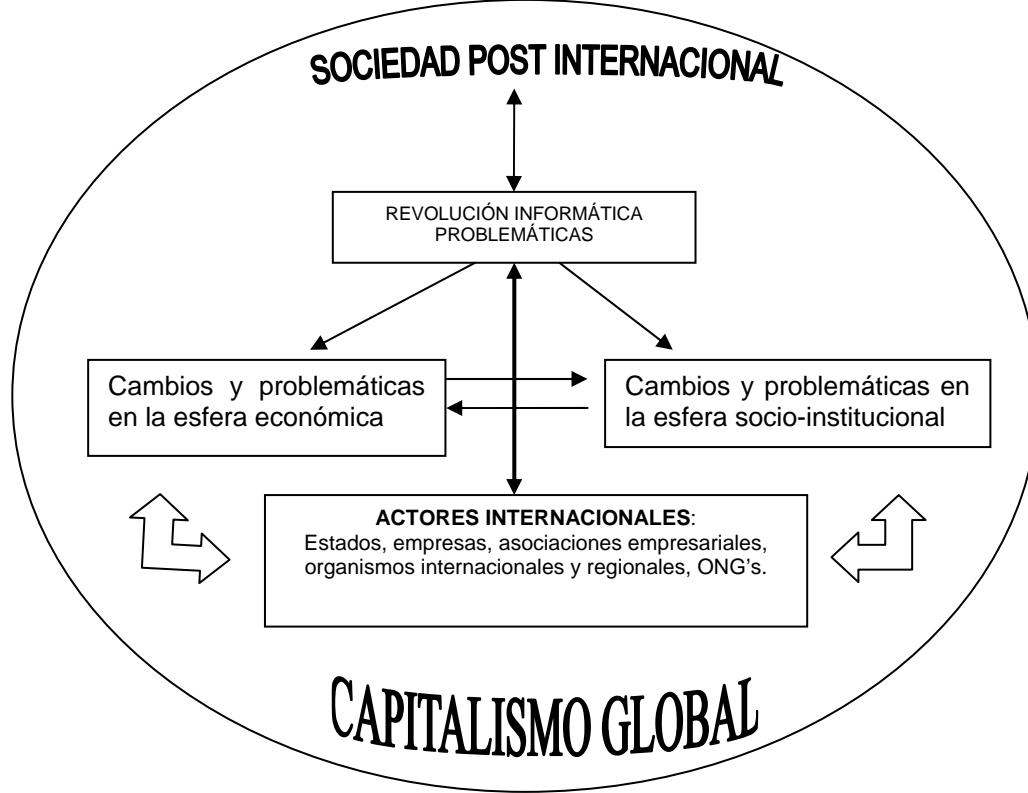 SOCIEDAD POST INTERNACIONAL
REVOLUCIÓN INFORMÁTICA
PROBLEMÁTICAS
Cambios y problemáticas
en la esfera económica
Cambios y problemáticas en
la esfera socio-institucional
ACTORES INTERNACIONALES:
Estados, empresas, asociaciones empresariales,
organismos internacionales y regionales, ONG’s.
CAPITALISMO GLOBAL